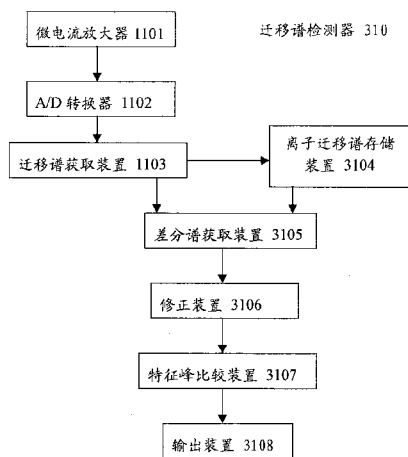 微电流放大器 1101
迁移谱检测器 310
A/D 转换器 1102
迁移谱获取装置 1103
离子迁移谱存储
装置 3104
差分谱获取装置 3105
修正装置 3106
特征峰比较装置 3107
输出装置 3108